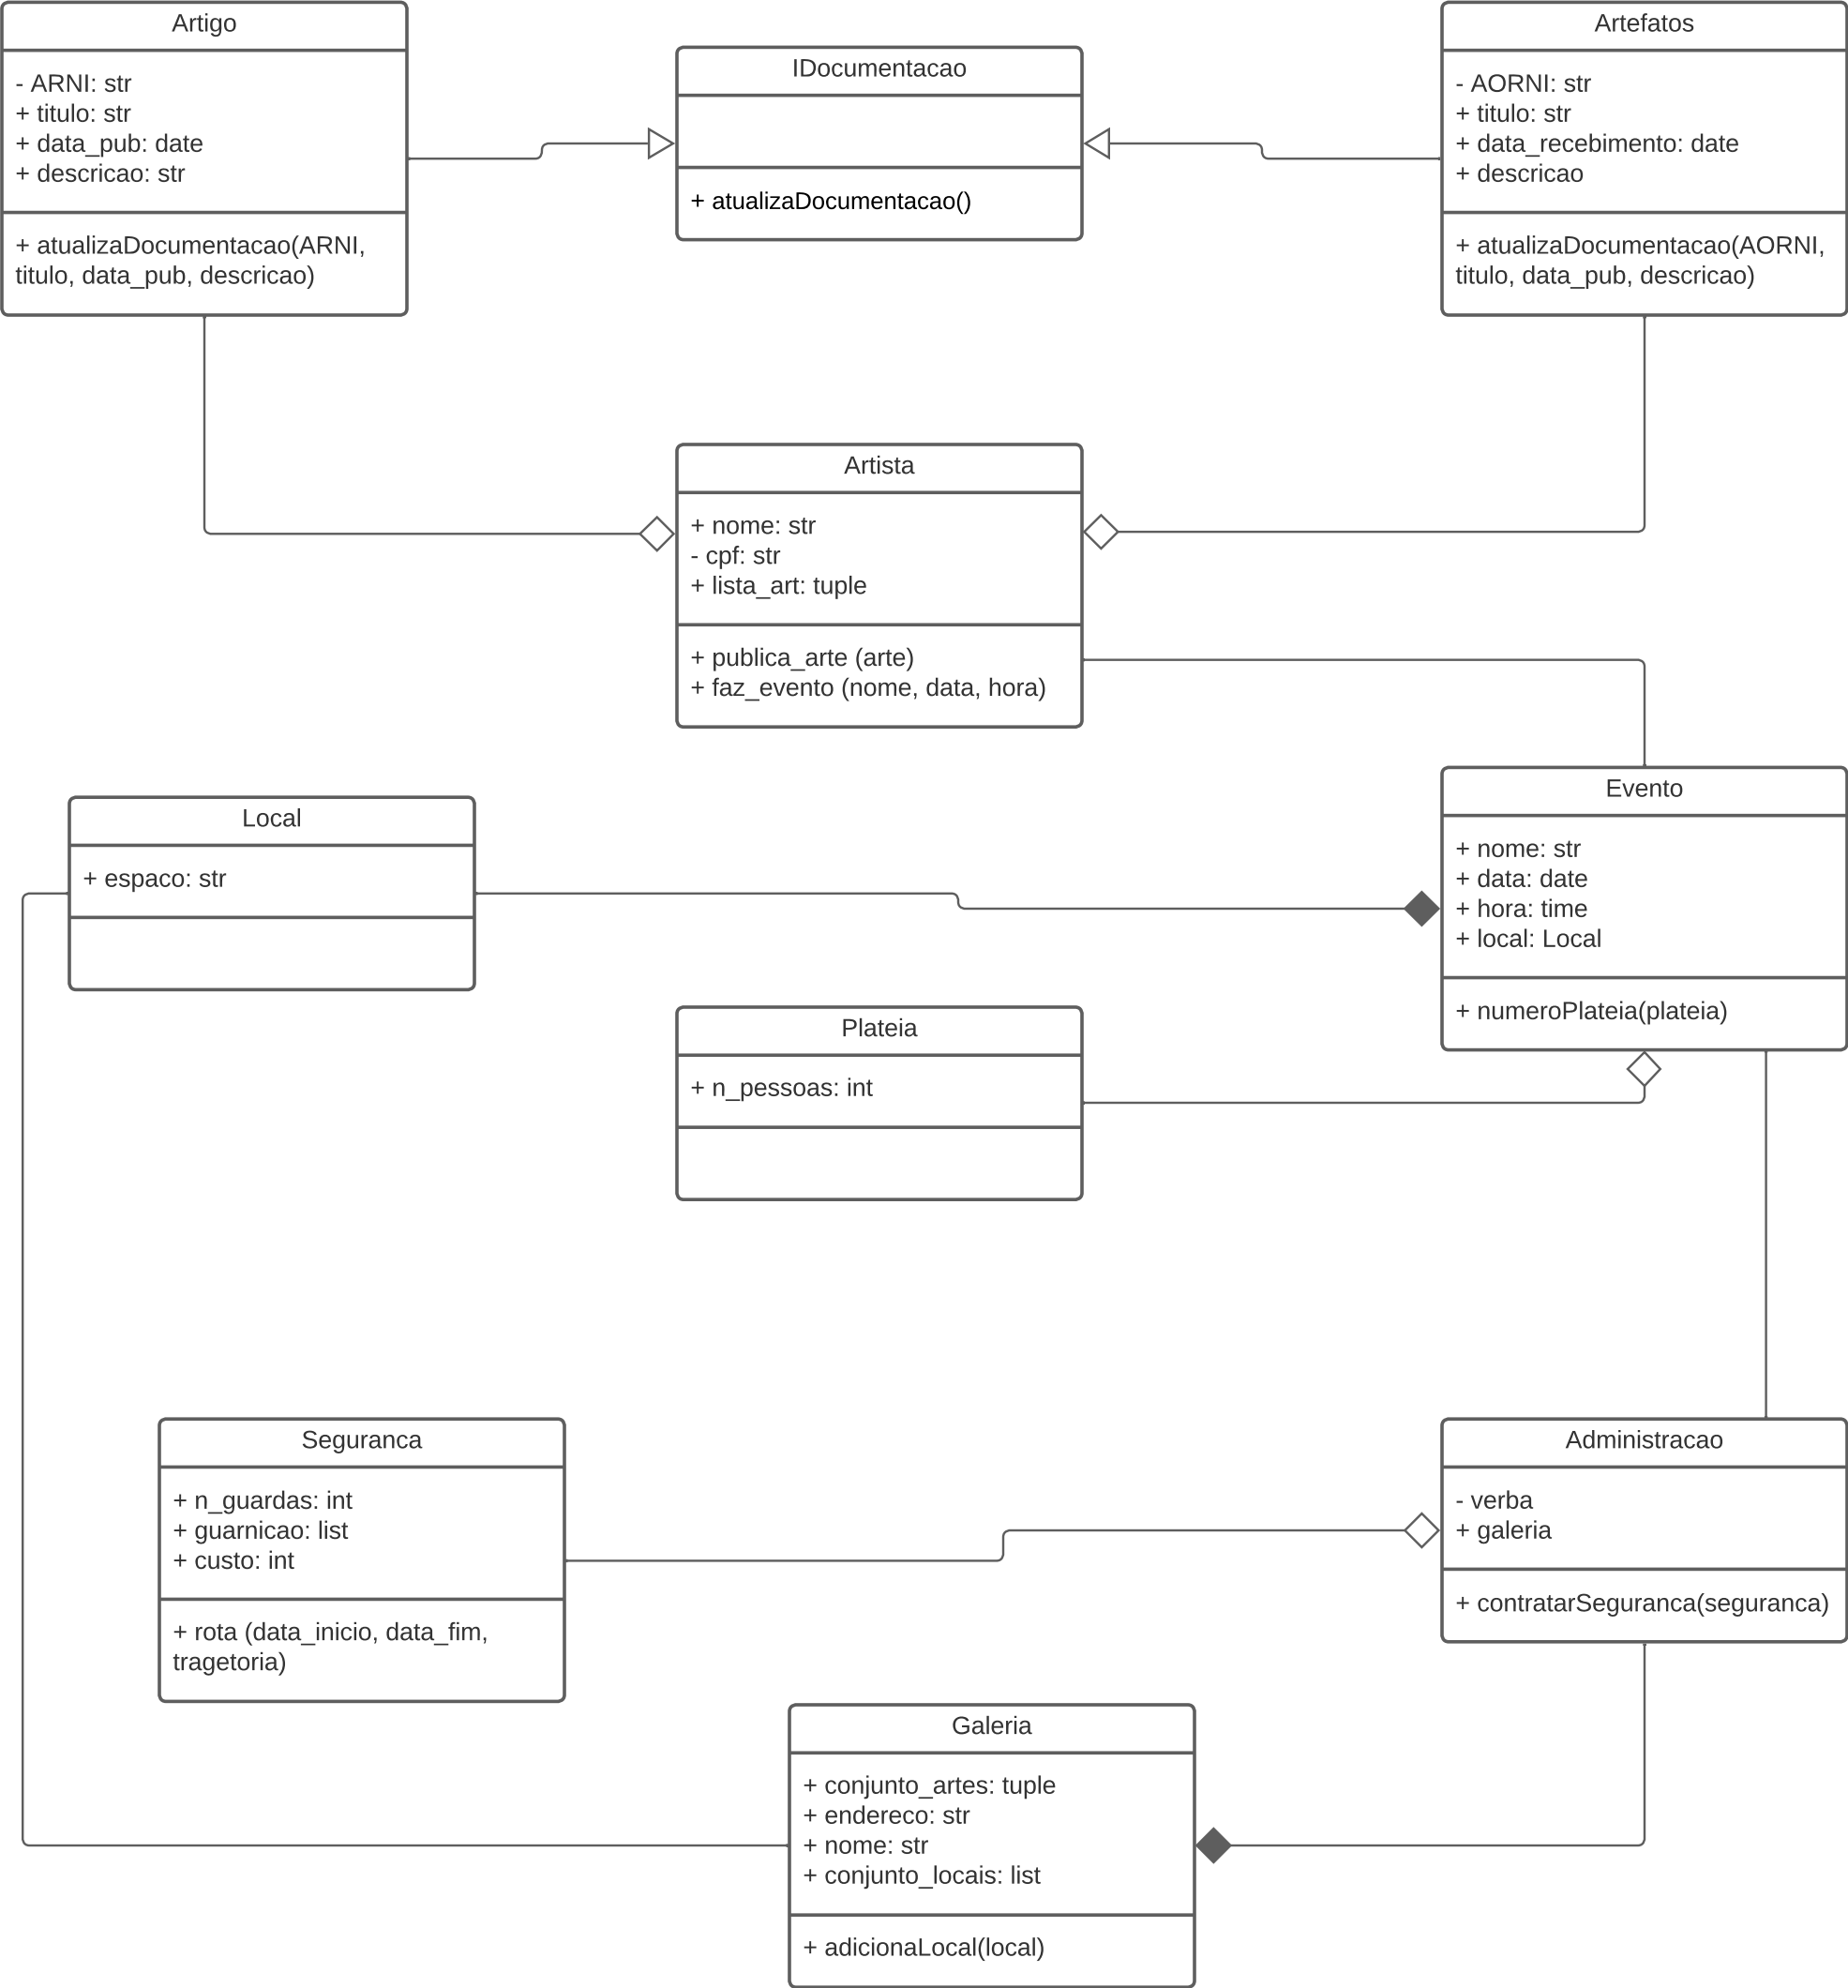 Artigo
- ARNI: str
+ titulo: str
+ data_pub: date
+ descricao: str
+ atualizaDocumentacao(ARNI,
titulo, data_pub, descricao)
IDocumentacao
+ atualizaDocumentacao()
Artefatos
- AORNI: str
+ titulo: str
+ data_recebimento: date
+ descricao
+ atualizaDocumentacao(AORNI,
titulo, data_pub, descricao)
Artista
+ nome: str
- cpf: str
+ lista_art: tuple
+ publica_arte (arte)
+ faz_evento (nome, data, hora)
Local
+ espaco: str
Evento
+ nome: str
+ data: date
+ hora: time
+ local: Local
+ numeroPlateia(plateia)
Plateia
+ n_pessoas: int
Seguranca
+ n_guardas: int
+ guarnicao: list
+ custo: int
+ rota (data_inicio, data_fim,
tragetoria)
Administracao
- verba
+ galeria
+ contratarSeguranca(seguranca)
Galeria
+ conjunto_artes: tuple
+ endereco: str
+ nome: str
+ conjunto_locais: list
+ adicionaLocal(local)